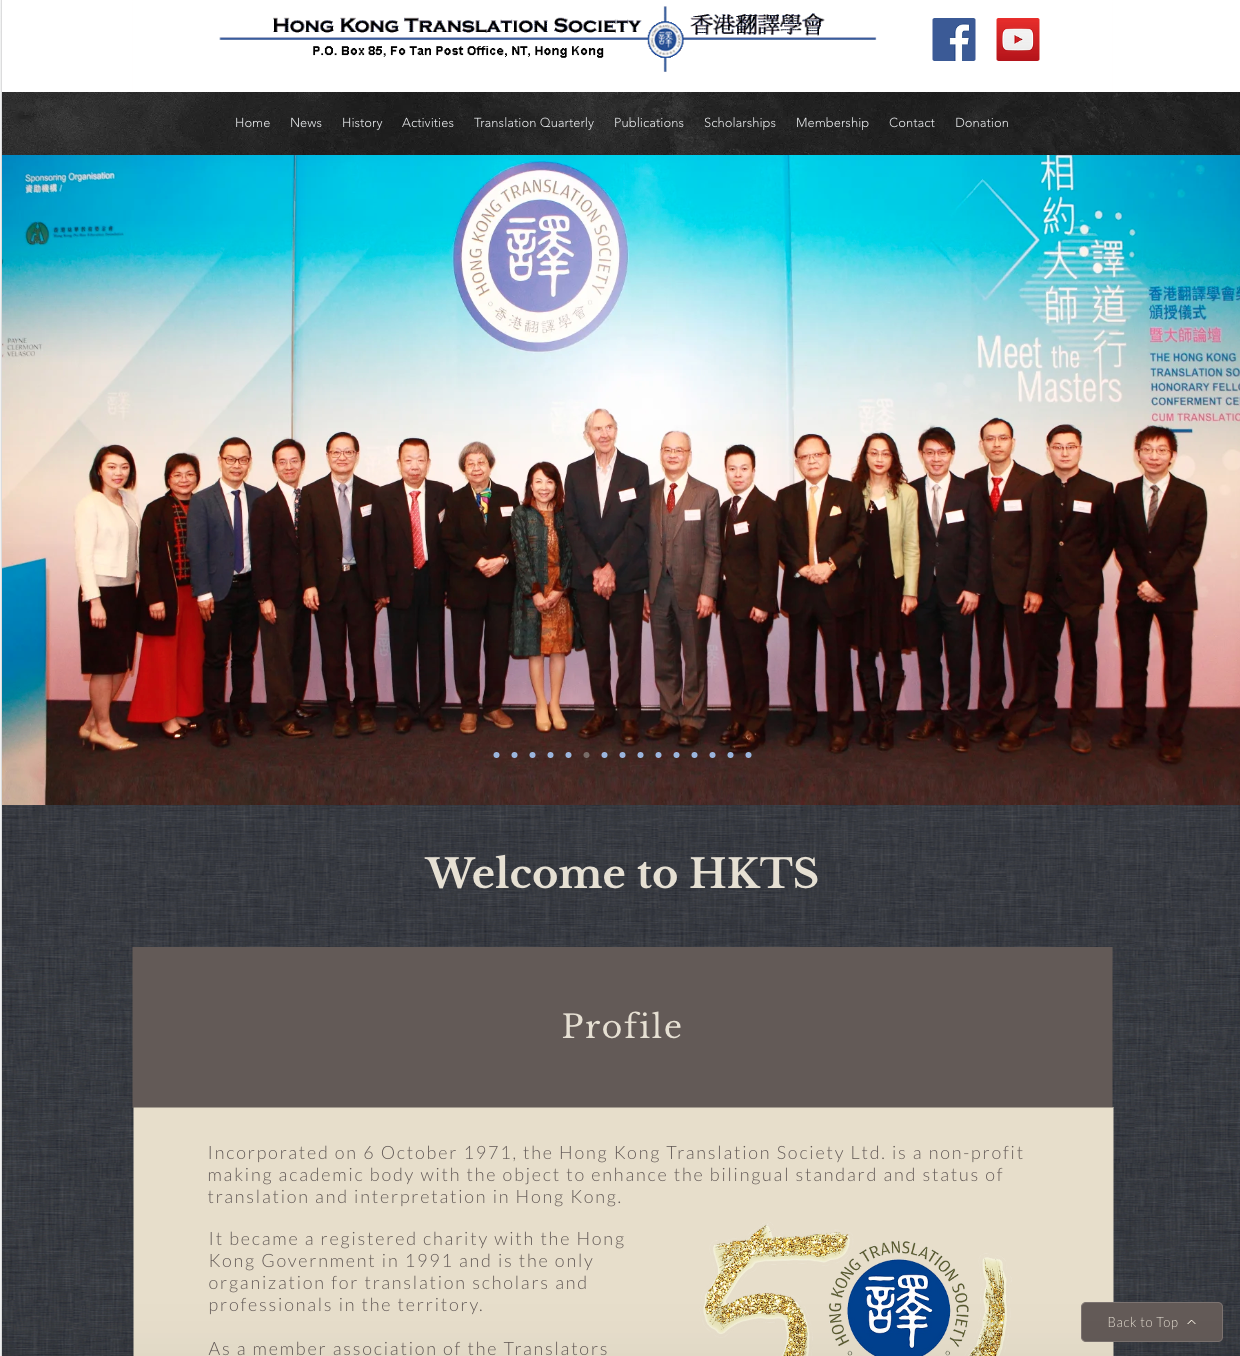 HONG KONG TRANSLATION SOCIETY
香港翻譯學會
P.O. Box 85, Fo Tan Post Office, NT, Hong Kong
譯
Home News History Activities Translation Quarterly Publications Scholarships Membership Contact Donation
Sponsoring Organisation
資助機構 /
PAYNE
CLERMONT
VELASCO
HONG KONG TRANSLATION SOCIETY
譯
香港翻譯學會
相約大師
譯道行
Meet the
Masters
香港翻譯學會
頒授儀式
暨大師論壇
THE HONG KONG
TRANSLATION SO
HONORARY FELL
CONFERMENT CE
CUM TRANSLATIO
Welcome to HKTS
Profile
Incorporated on 6 October 1971, the Hong Kong Translation Society Ltd. is a non-profit
making academic body with the object to enhance the bilingual standard and status of
translation and interpretation in Hong Kong.
It became a registered charity with the Hong
Kong Government in 1991 and is the only
organization for translation scholars and
professionals in the territory.
As a member association of the Translators
50
HONG KONG TRANSLATION SOCIETY
譯
Back to Top